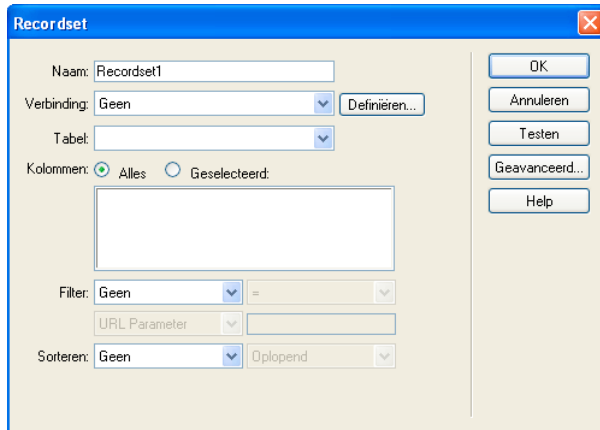 Recordset
Naam: Recordset1
Verbinding: Geen Definiëren...
Tabel:
Kolommen: Alles Geselecteerd:
Filter: Geen =
URL Parameter
Sorteren: Geen Oplopend
OK
Annuleren
Testen
Geavanceerd...
Help